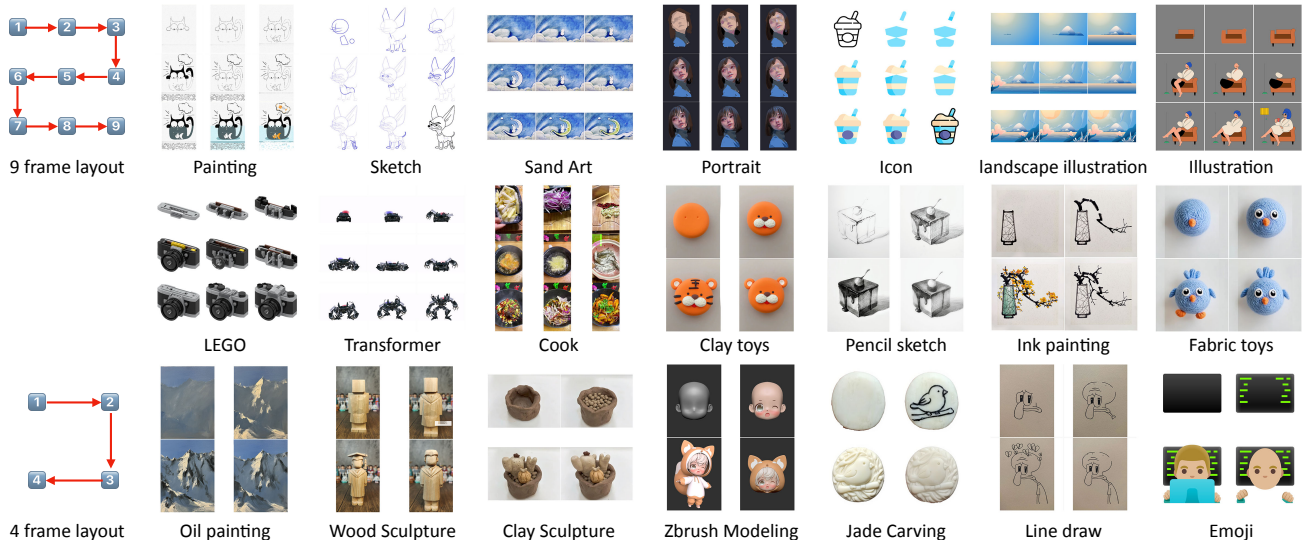 1 2 3
6 5 4
7 8 9
9 frame layout
Painting
Sketch
Sand Art
Portrait
Icon
landscape illustration
Illustration
LEGO
Transformer
Cook
Clay toys
Pencil sketch
Ink painting
Fabric toys
1 2
4 3
4 frame layout
Oil painting
Wood Sculpture
Clay Sculpture
Zbrush Modeling
Jade Carving
Line draw
Emoji